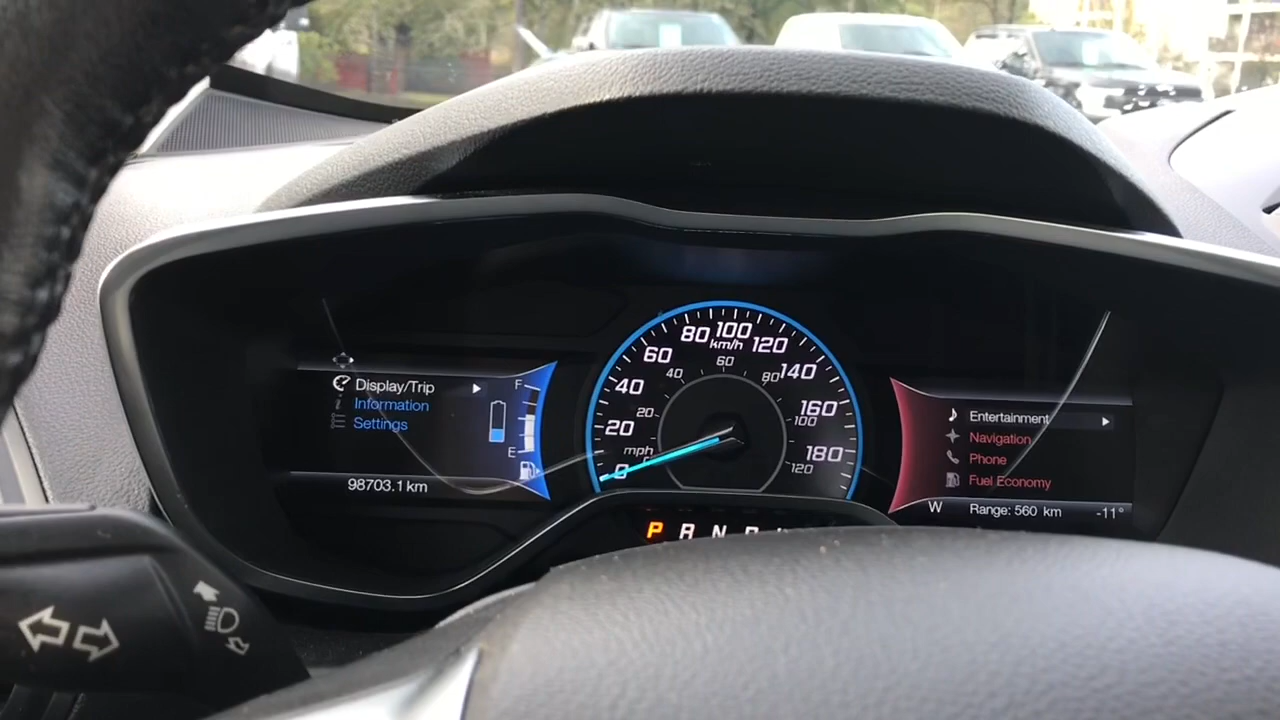 80 100 120
km/h
60 60 140
40 80
40 160
20 100
20 180
mph 120
0
Display/Trip
Information
Settings
F
E
98703.1 km
Entertainment
Navigation
Phone
Fuel Economy
W Range: 560 km -11°
P R N D